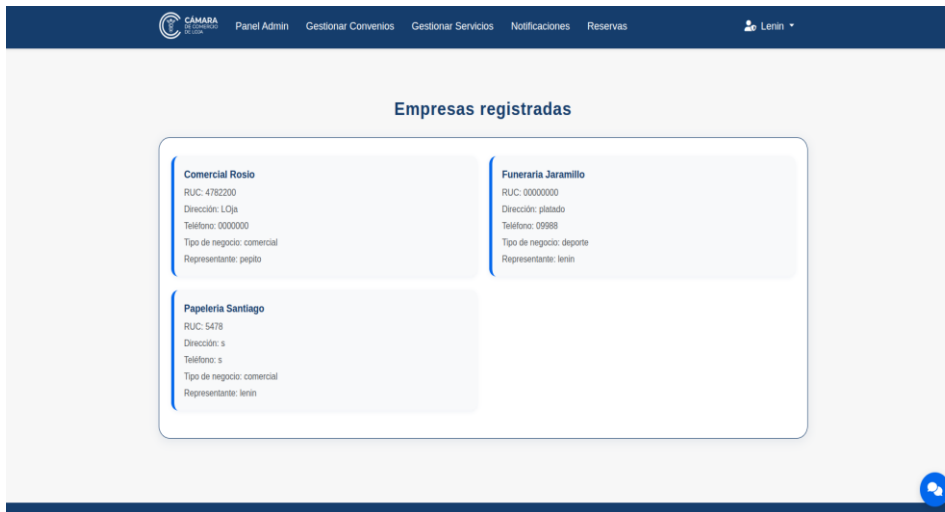 CÁMARA
DE COMERCIO
DE LOJA
Panel Admin Gestionar Convenios Gestionar Servicios Notificaciones Reservas Lenin
Empresas registradas
Comercial Rosio
RUC: 4782200
Dirección: LOja
Teléfono: 0000000
Tipo de negocio: comercial
Representante: pepito
Funeraria Jaramillo
RUC: 00000000
Dirección: platado
Teléfono: 09988
Tipo de negocio: deporte
Representante: lenin
Papeleria Santiago
RUC: 5478
Dirección: s
Teléfono: s
Tipo de negocio: comercial
Representante: lenin